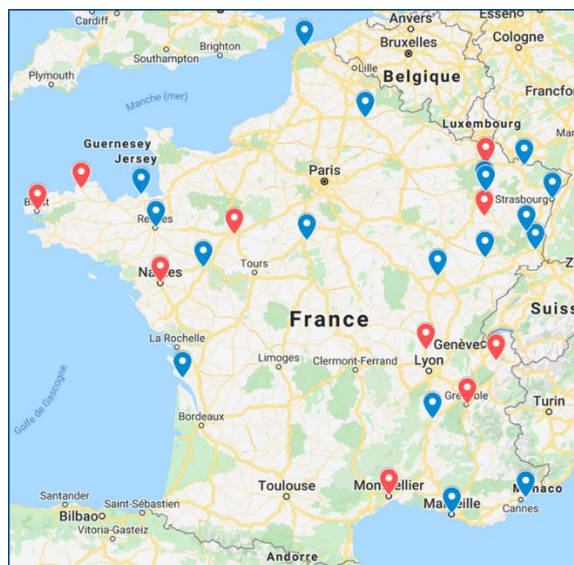 Cardiff
Southampton
Brighton
Plymouth
Anvers
Essen
Bruxelles
Cologne
Lille
Belgique
Manche (mer)
Luxembourg
Guernesey
Jersey
Paris
Strasbourg
Tours
France
La Rochelle
Limoges
Clermont-Ferrand
Genève
Lyon
Suiss
Turin
Golfe de Gascogne
Bordeaux
Toulouse
Cannes
Santander
Saint-Sébastien
Bilbao
Vitoria-Gasteiz
Andorre